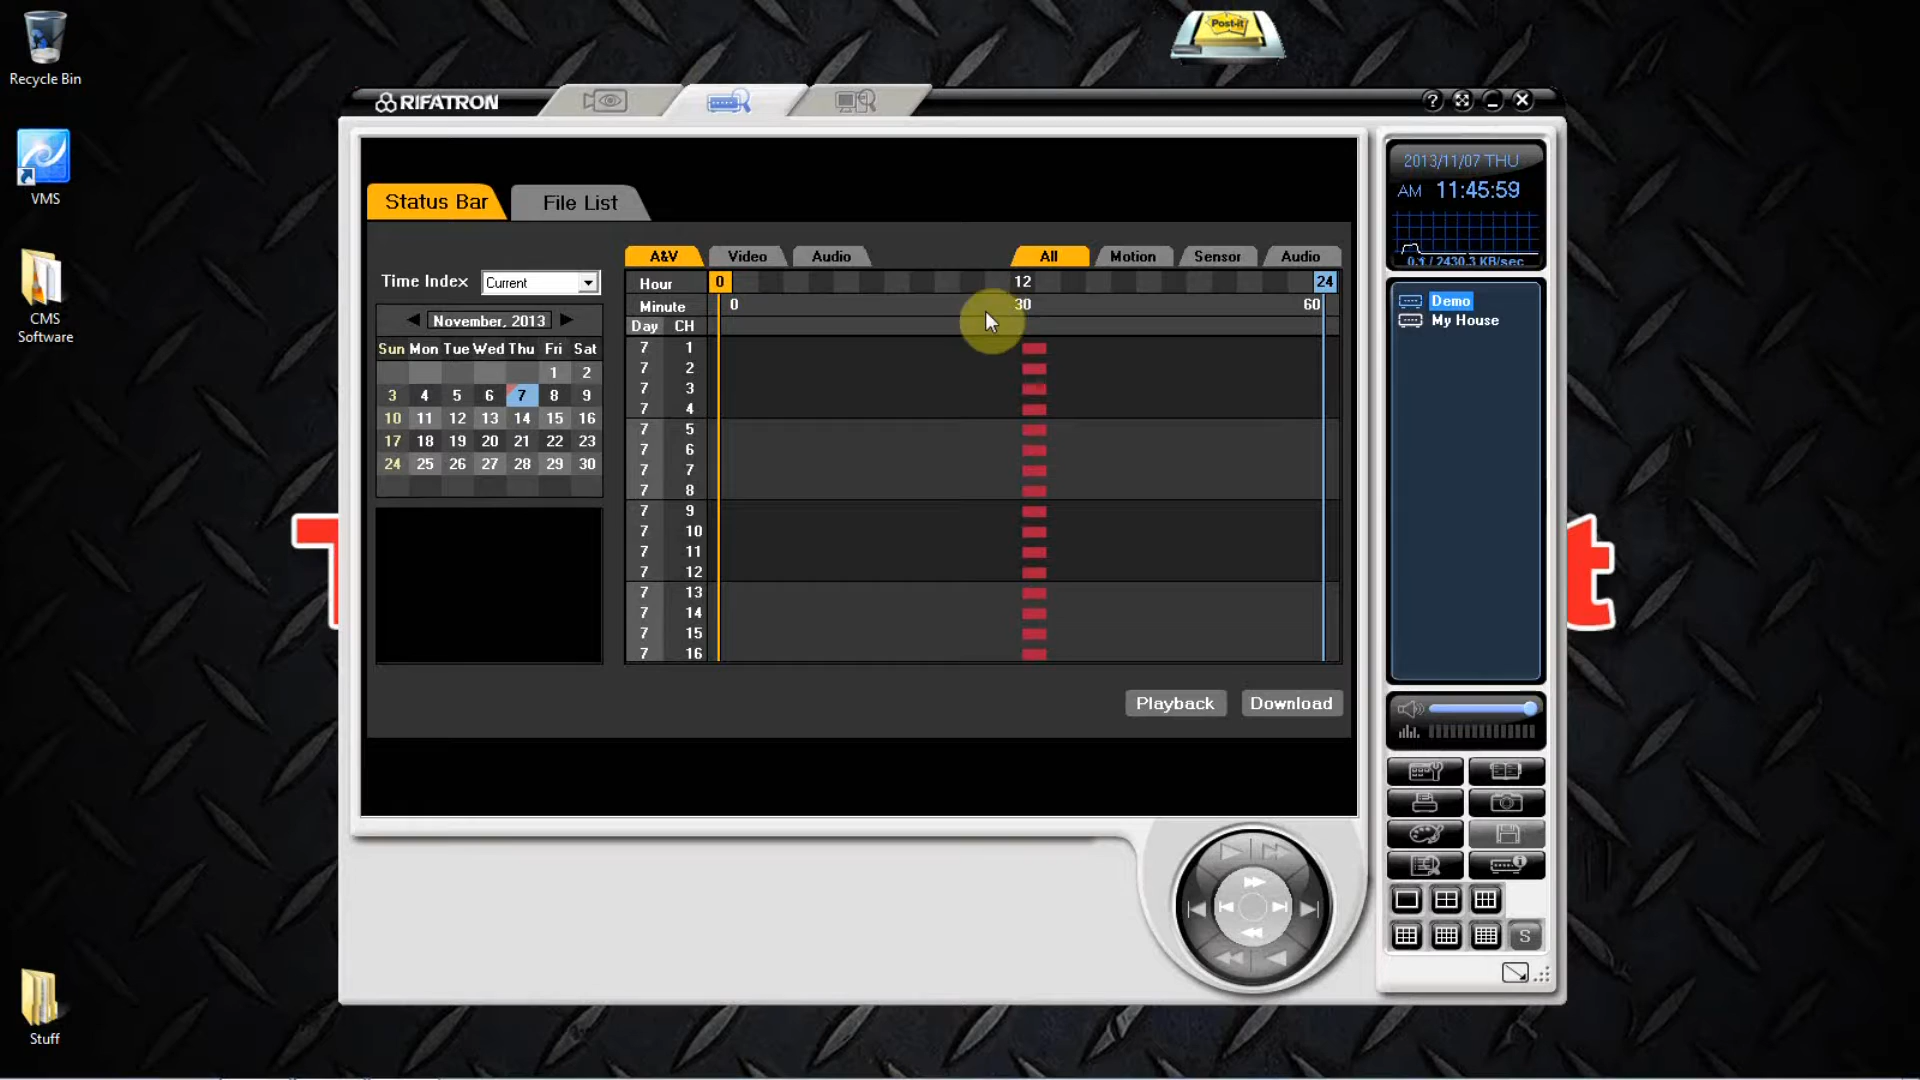 Post-it
Recycle Bin
VMS
CMS
Software
Stuff
RIFATRON
?
Status Bar
File List
A&V
Video
Audio
All
Motion
Sensor
Audio
Time Index
Current
November, 2013
Sun Mon Tue Wed Thu Fri Sat
1 2
3 4 5 6 7 8 9
10 11 12 13 14 15 16
17 18 19 20 21 22 23
24 25 26 27 28 29 30
Hour 0 12 24
Minute 0 30 60
Day CH
7 1
7 2
7 3
7 4
7 5
7 6
7 7
7 8
7 9
7 10
7 11
7 12
7 13
7 14
7 15
7 16
Playback
Download
2013/11/07 THU
AM 11:45:59
0.1 / 2430.3 KB/sec
Demo
My House
S
t